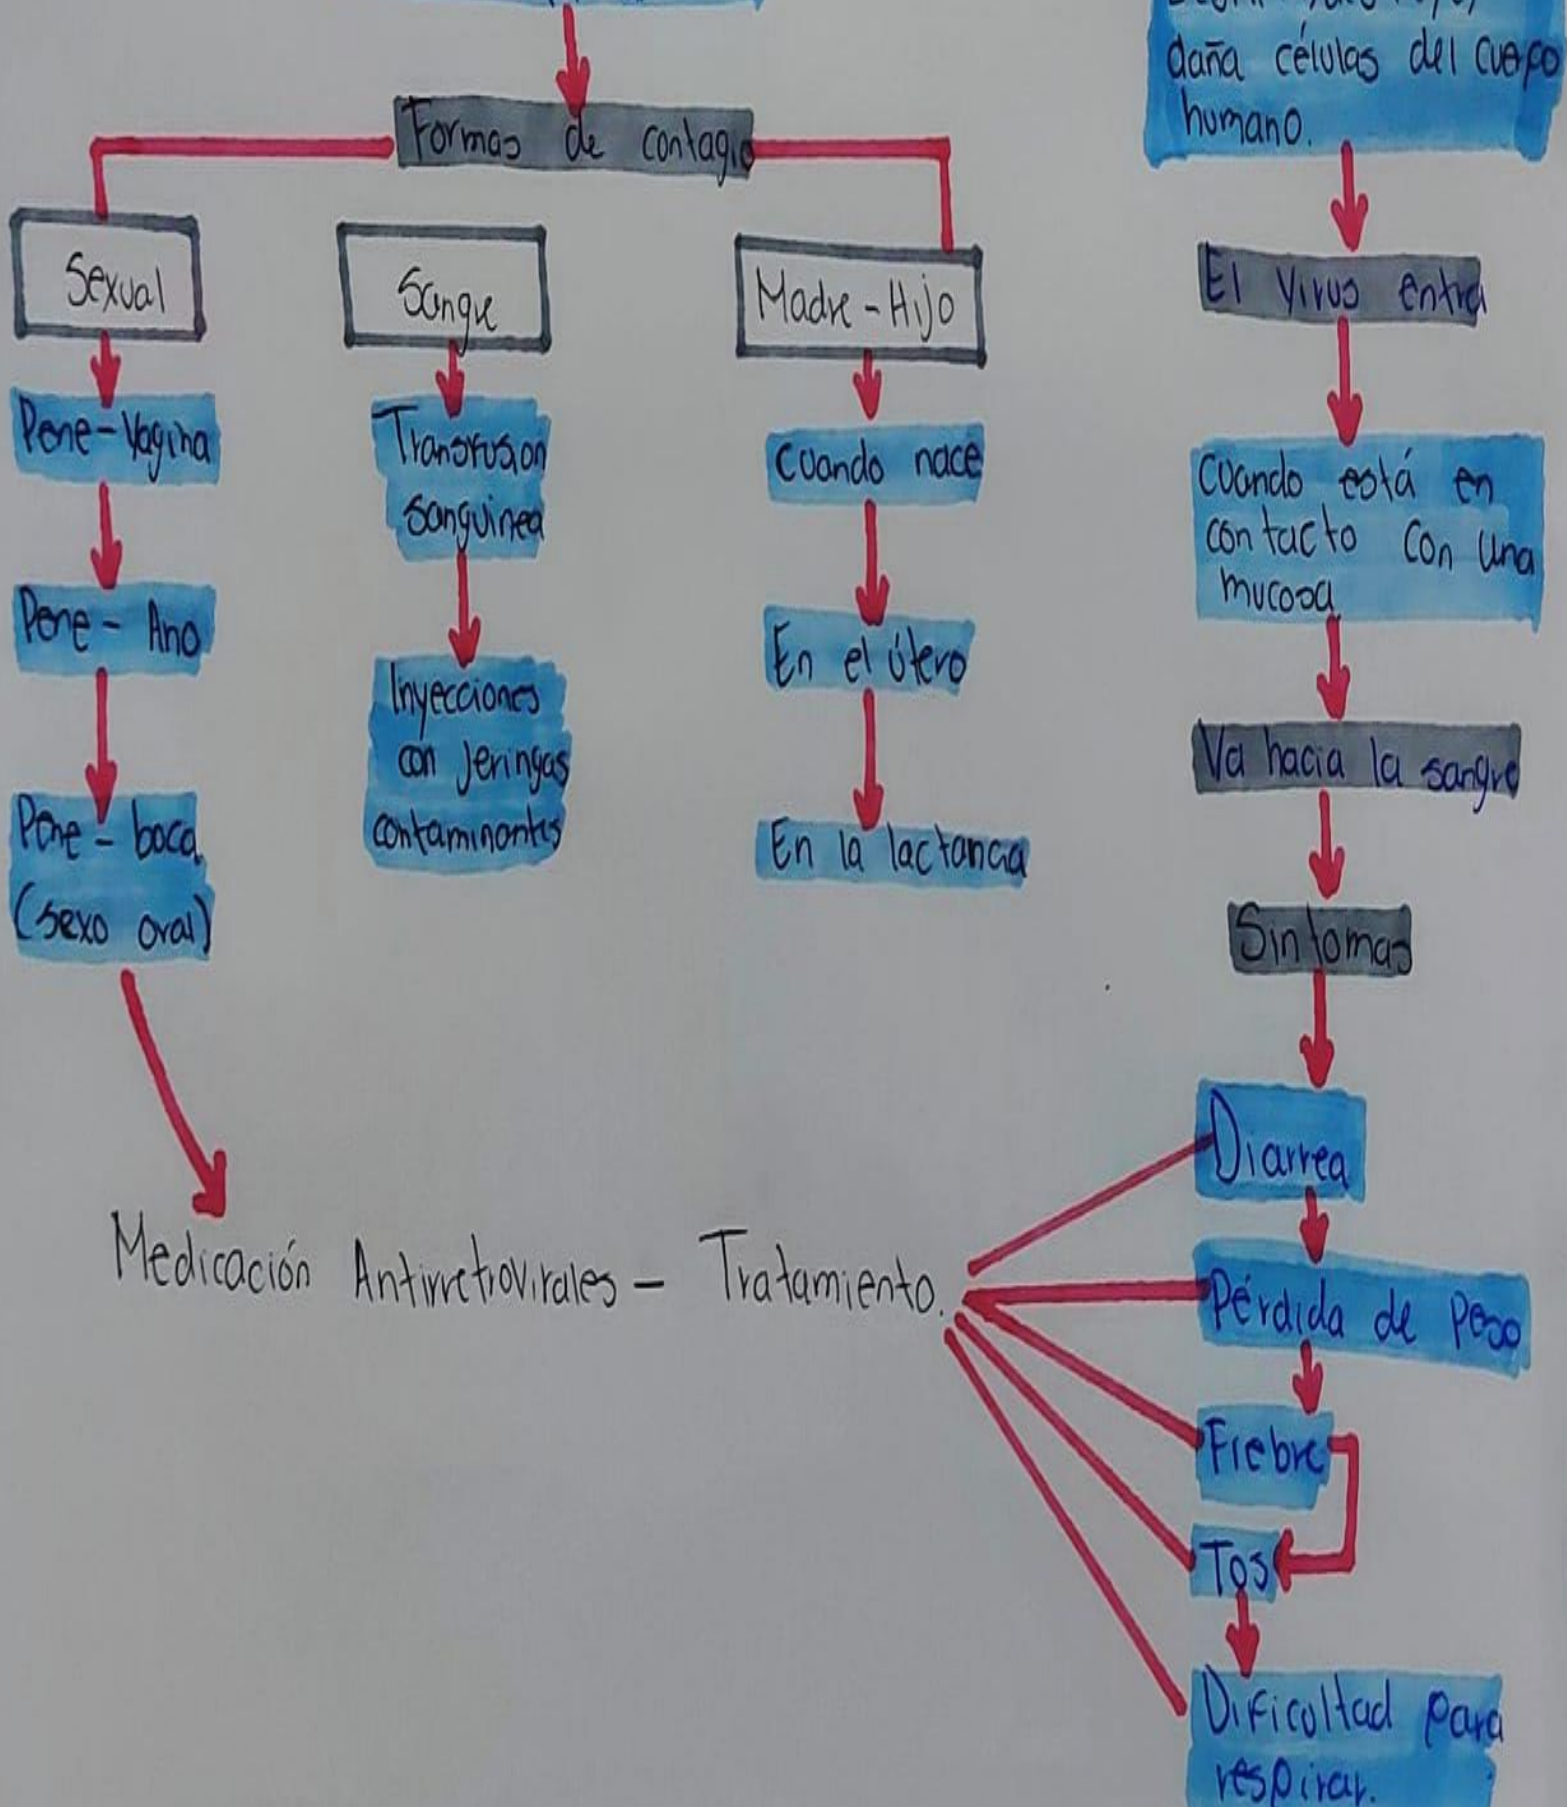 daña células del cuerpo
humano.
Formas de contagio
Sexual
Pene-Vagina
Pene - Ano
Pene - boca
(sexo oral)
Sangre
Transfusion
sanguinea
Inyecciones
con Jeringas
contaminantes
Madre - Hijo
Cuando nace
En el útero
En la lactancia
El virus entra
Cuando está en
contacto con una
mucosa
Va hacia la sangre
Sintomas
Diarrea
Pérdida de peso
Fiebre
Tos
Dificultad para
respirar.
Medicación Antirretrovirales - Tratamiento.